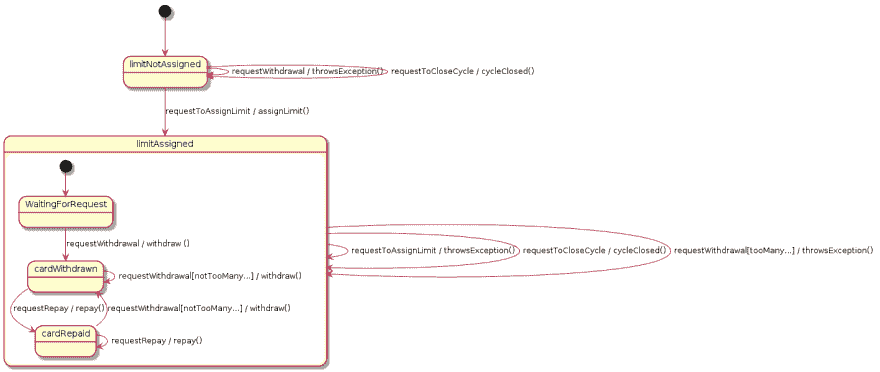 limitNotAssigned
requestWithdrawal / throwsException()
requestToCloseCycle / cycleClosed()
requestToAssignLimit / assignLimit()
limitAssigned
WaitingForRequest
requestWithdrawal / withdraw ()
cardWithdrawn
requestWithdrawal[notTooMany...] / withdraw()
requestRepay / repay()
requestWithdrawal[notTooMany...] / withdraw()
cardRepaid
requestRepay / repay()
requestToAssignLimit / throwsException()
requestToCloseCycle / cycleClosed()
requestWithdrawal[tooMany...] / throwsException()